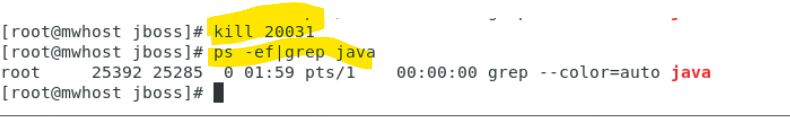 [root@mwhost jboss]# kill 20031
[root@mwhost jboss]# ps -ef|grep java
root     25392 25285  0 01:59 pts/1    00:00:00 grep --color=auto java
[root@mwhost jboss]#